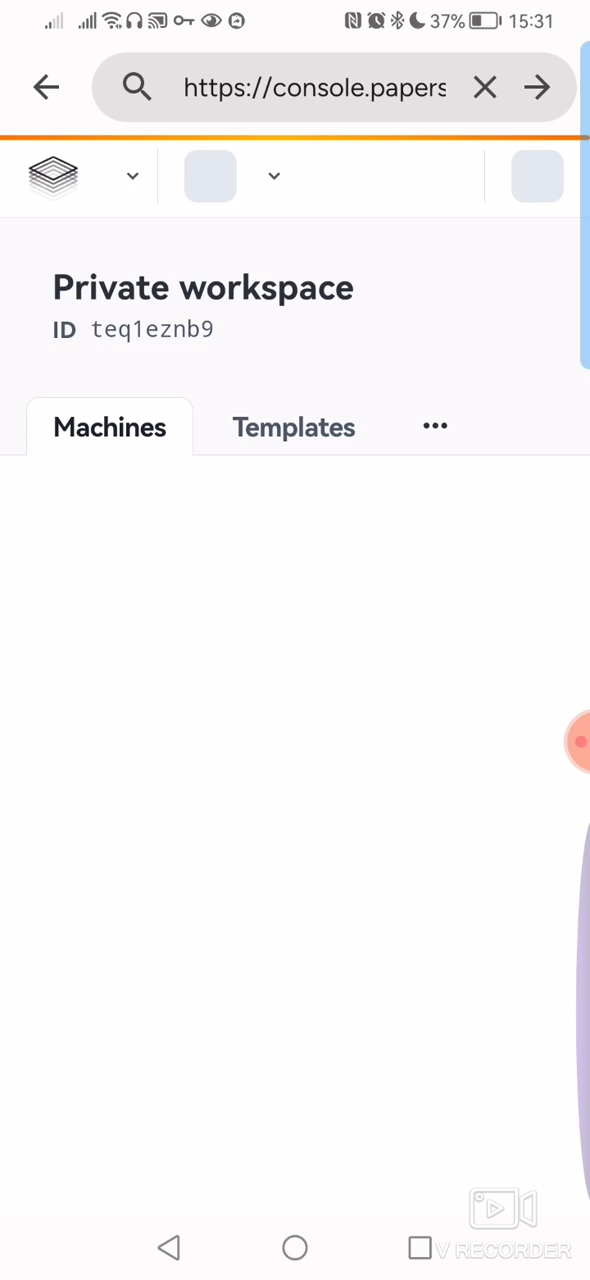 37% 15:31
https://console.papers
Private workspace
ID teq1eznb9
Machines Templates
V RECORDER